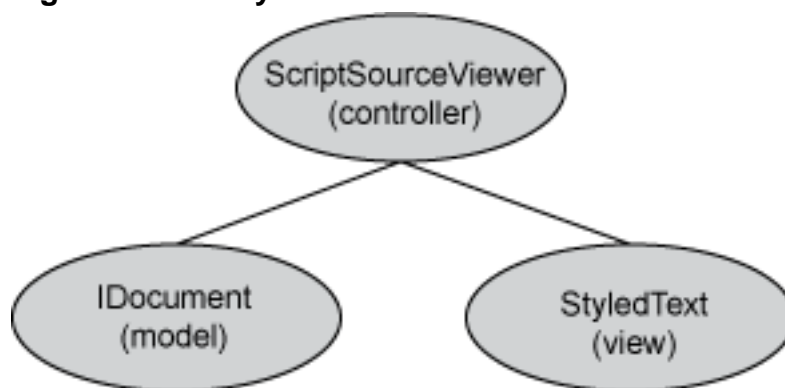 ScriptSourceViewer
(controller)
IDocument
(model)
StyledText
(view)